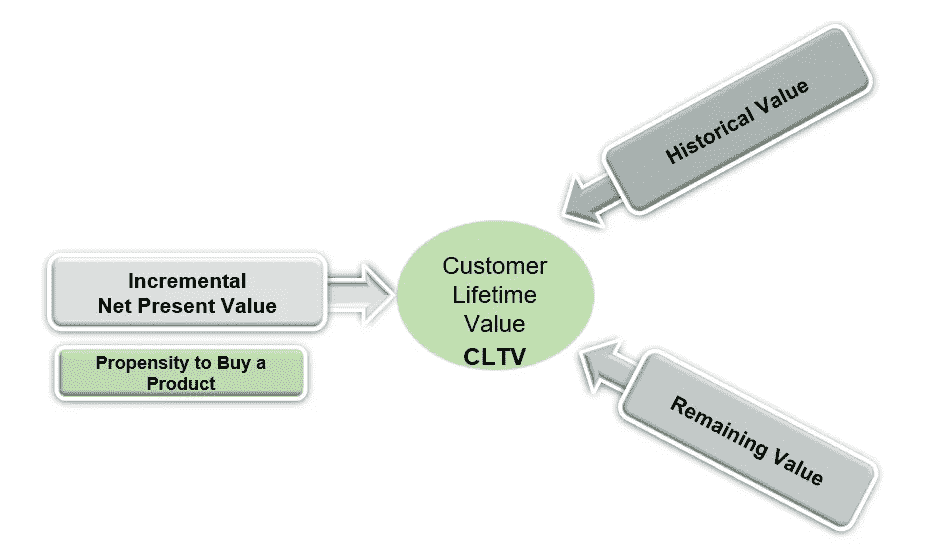 Historical Value
Incremental
Net Present Value
Propensity to Buy a
Product
Customer
Lifetime
Value
CLTV
Remaining Value